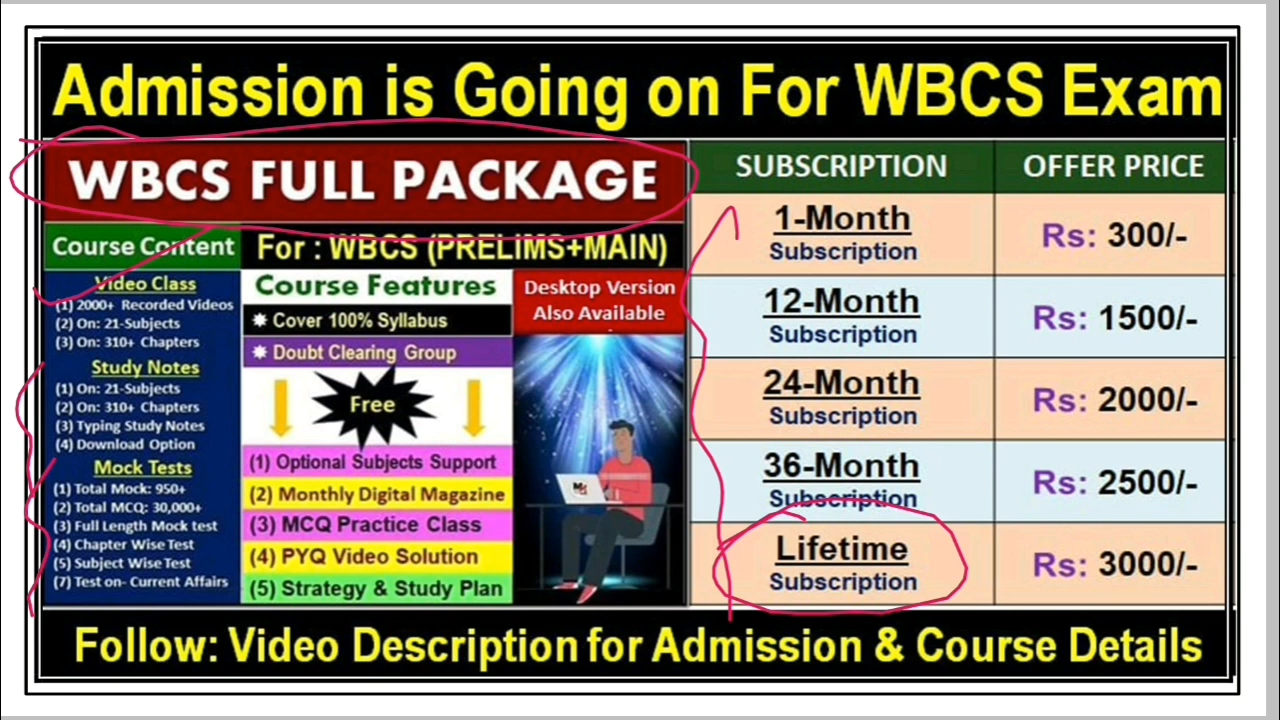 Admission is Going on For WBCS Exam
WBCS FULL PACKAGE
Course Content
For : WBCS (PRELIMS+MAIN)
Video Class
(1) 2000+ Recorded Videos
(2) On: 21-Subjects
(3) On: 310+ Chapters
Study Notes
(1) On: 21-Subjects
(2) On: 310+ Chapters
(3) Typing Study Notes
(4) Download Option
Mock Tests
(1) Total Mock: 950+
(2) Total MCQ: 30,000+
(3) Full Length Mock test
(4) Chapter Wise Test
(5) Subject Wise Test
(7) Test on- Current Affairs
Course Features
✸ Cover 100% Syllabus
✸ Doubt Clearing Group
Free
(1) Optional Subjects Support
(2) Monthly Digital Magazine
(3) MCQ Practice Class
(4) PYQ Video Solution
(5) Strategy & Study Plan
Desktop Version
Also Available
SUBSCRIPTION OFFER PRICE
1-Month
Subscription
Rs: 300/-
12-Month
Subscription
Rs: 1500/-
24-Month
Subscription
Rs: 2000/-
36-Month
Subscription
Rs: 2500/-
Lifetime
Subscription
Rs: 3000/-
Follow: Video Description for Admission & Course Details